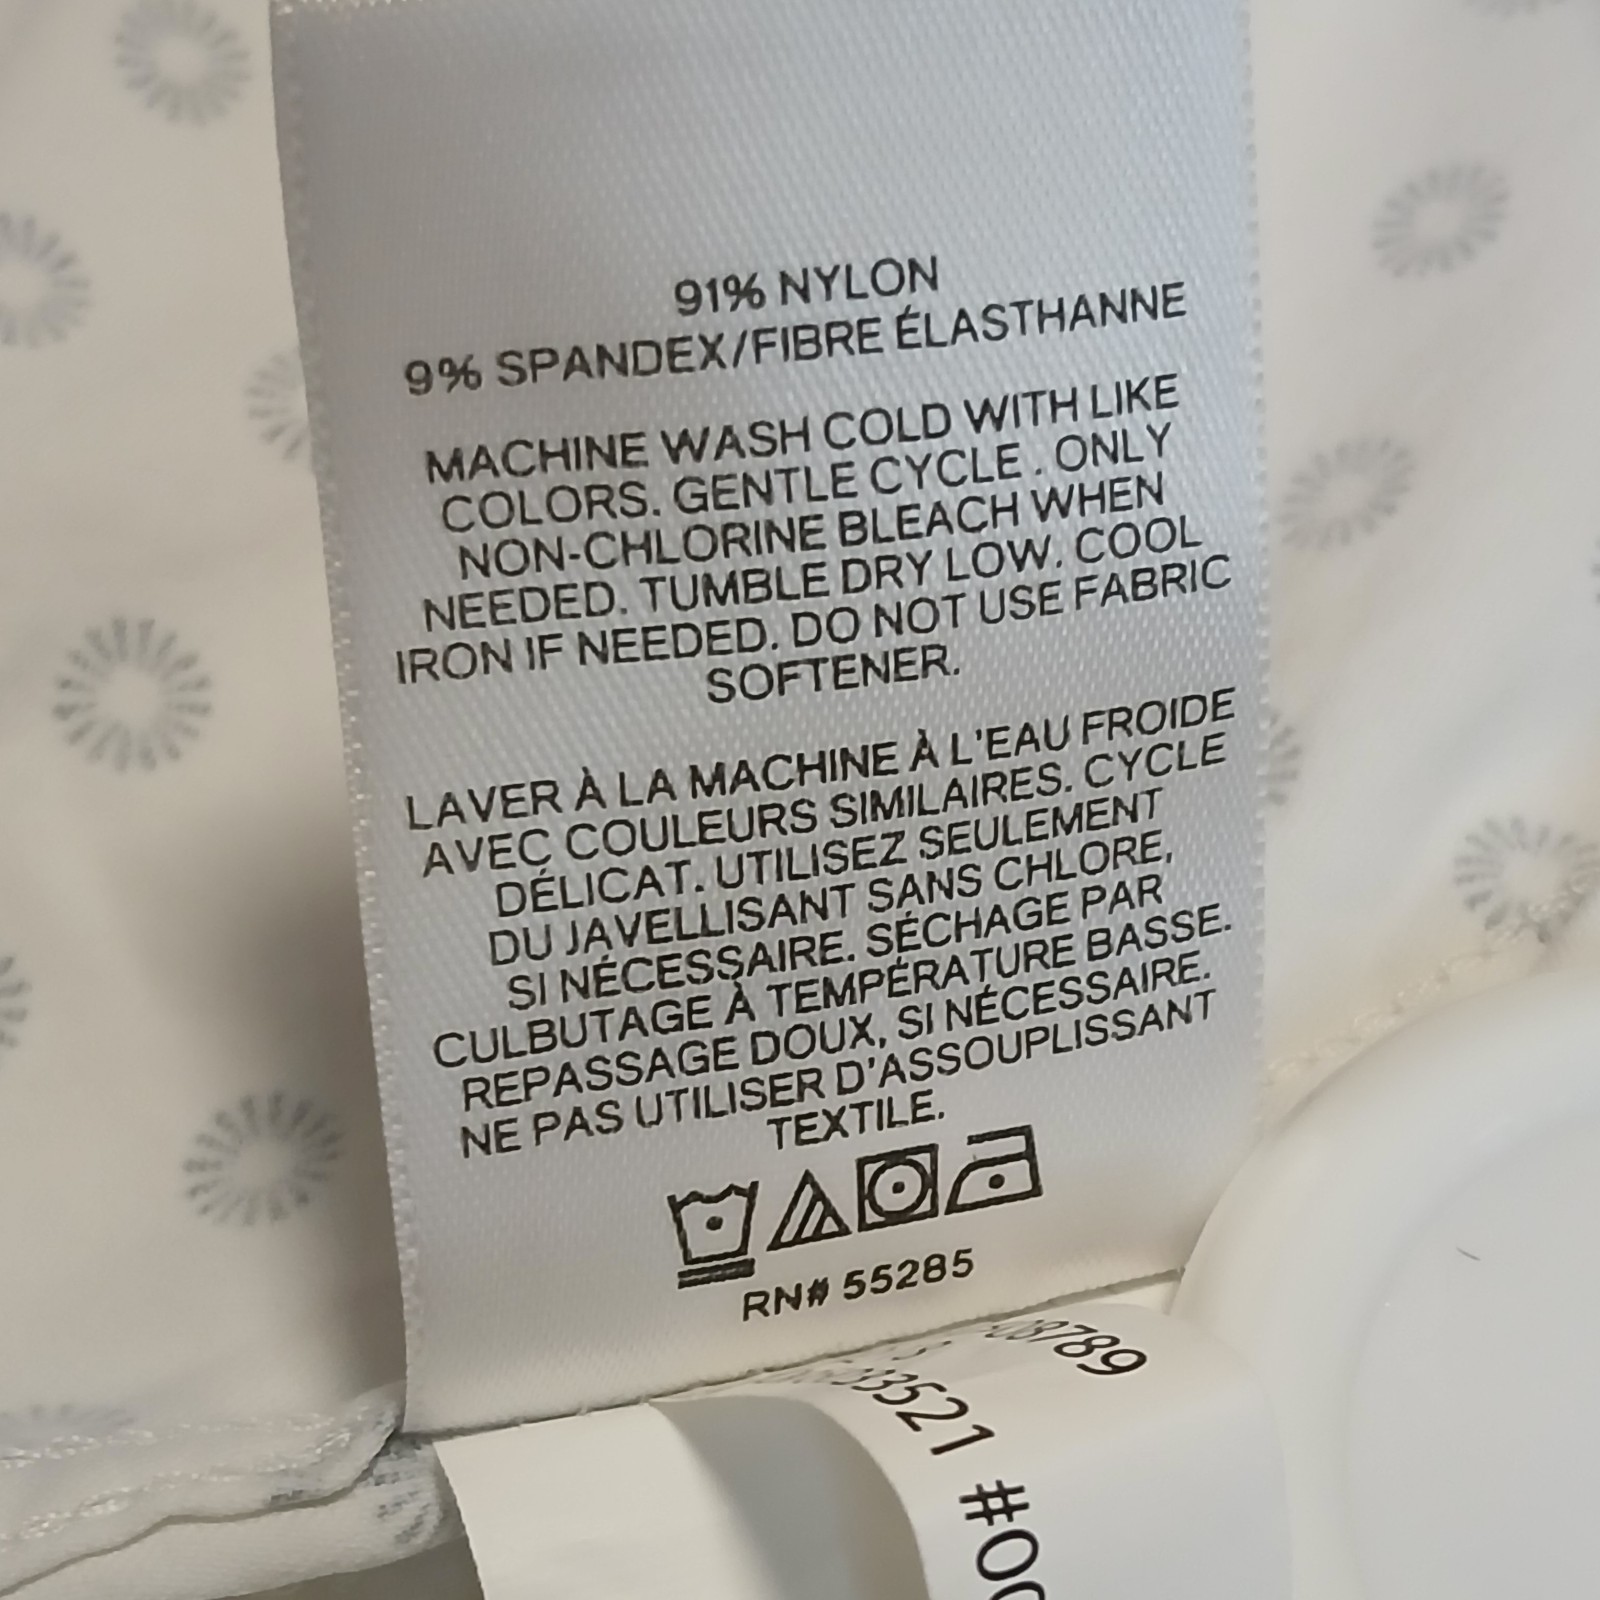 91% NYLON
9% SPANDEX/FIBRE ÉLASTHANNE
MACHINE WASH COLD WITH LIKE
COLORS. GENTLE CYCLE . ONLY
NON-CHLORINE BLEACH WHEN
NEEDED. TUMBLE DRY LOW. COOL
IRON IF NEEDED. DO NOT USE FABRIC
SOFTENER.
LAVER À LA MACHINE À L'EAU FROIDE
AVEC COULEURS SIMILAIRES. CYCLE
DÉLICAT. UTILISEZ SEULEMENT
DU JAVELLISANT SANS CHLORE,
SI NÉCESSAIRE. SÉCHAGE PAR
CULBUTAGE À TEMPÉRATURE BASSE.
REPASSAGE DOUX, SI NÉCESSAIRE.
NE PAS UTILISER D'ASSOUPLISSANT
TEXTILE.
RN# 55285